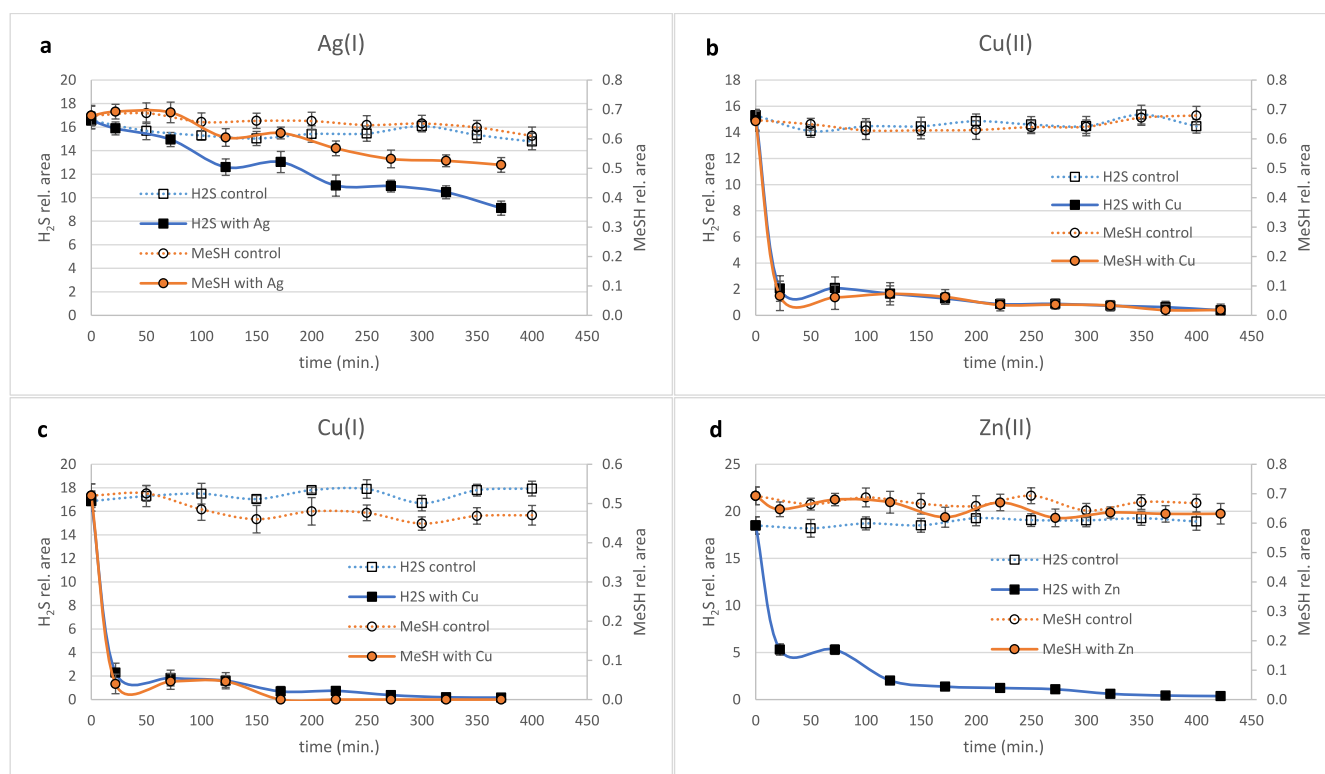 a
Ag(I)
20
18
16
14
12
10
8
6
4
2
0
H2S rel. area
0.8
0.7
0.6
0.5
0.4
0.3
0.2
0.1
0.0
MeSH rel. area
H2S control
H2S with Ag
MeSH control
MeSH with Ag
0 50 100 150 200 250 300 350 400 450
time (min.)
b
Cu(II)
18
16
14
12
10
8
6
4
2
0
H2S rel. area
0.8
0.7
0.6
0.5
0.4
0.3
0.2
0.1
0.0
MeSH rel. area
H2S control
H2S with Cu
MeSH control
MeSH with Cu
0 50 100 150 200 250 300 350 400 450
time (min.)
c
Cu(I)
20
18
16
14
12
10
8
6
4
2
0
H2S rel. area
0.6
0.5
0.4
0.3
0.2
0.1
0.0
MeSH rel. area
H2S control
H2S with Cu
MeSH control
MeSH with Cu
0 50 100 150 200 250 300 350 400 450
time (min.)
d
Zn(II)
25
20
15
10
5
0
H2S rel. area
0.8
0.7
0.6
0.5
0.4
0.3
0.2
0.1
0.0
MeSH rel. area
H2S control
H2S with Zn
MeSH control
MeSH with Zn
0 50 100 150 200 250 300 350 400 450
time (min.)